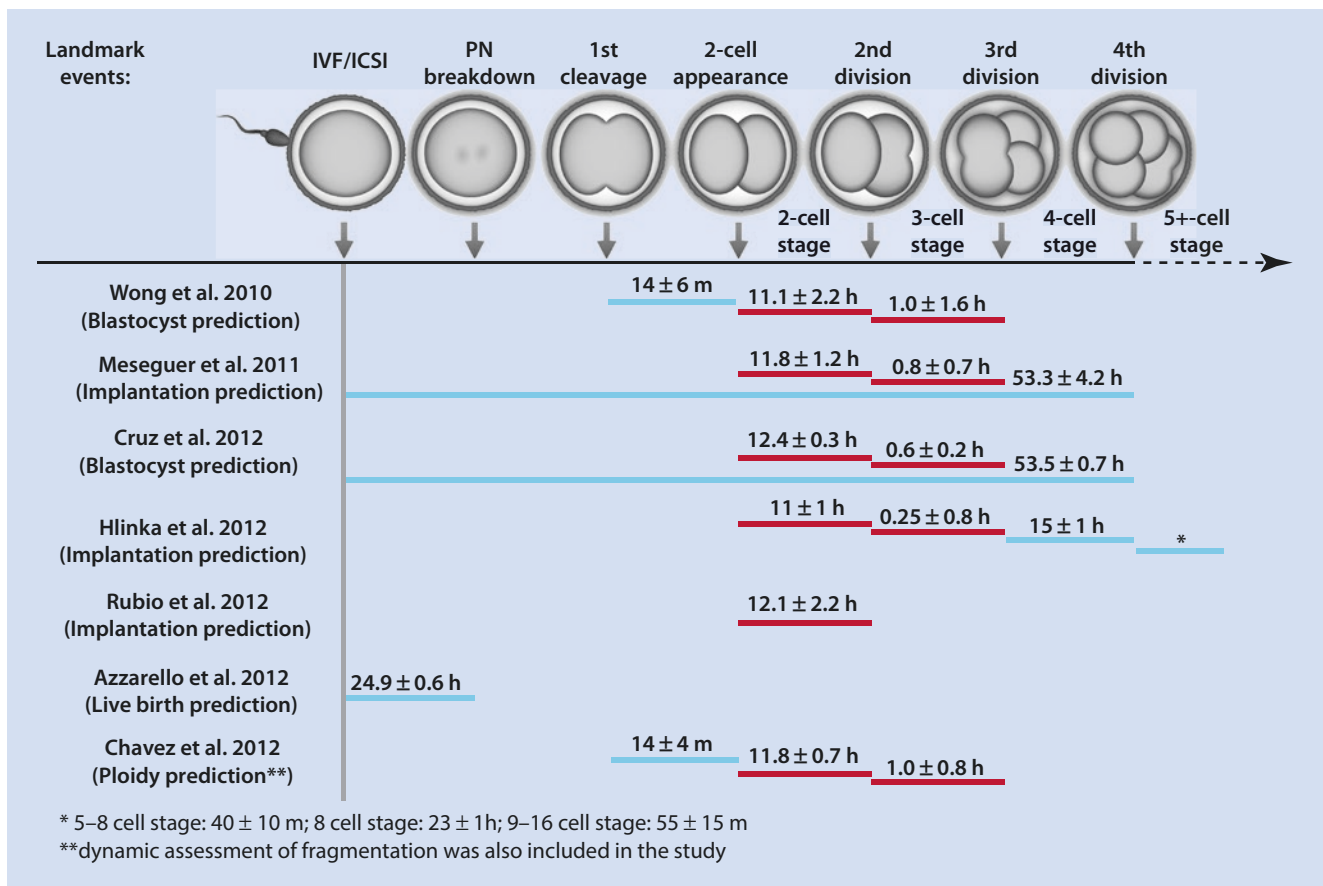 Landmark
events:
IVF/ICSI
PN
breakdown
1st
cleavage
2-cell
appearance
2nd
division
3rd
division
4th
division
2-cell
stage
3-cell
stage
4-cell
stage
5+-cell
stage
Wong et al. 2010
(Blastocyst prediction)
14 ± 6 m
11.1 ± 2.2 h
1.0 ± 1.6 h
Meseguer et al. 2011
(Implantation prediction)
11.8 ± 1.2 h
0.8 ± 0.7 h
53.3 ± 4.2 h
Cruz et al. 2012
(Blastocyst prediction)
12.4 ± 0.3 h
0.6 ± 0.2 h
53.5 ± 0.7 h
Hlinka et al. 2012
(Implantation prediction)
11 ± 1 h
0.25 ± 0.8 h
15 ± 1 h
*
Rubio et al. 2012
(Implantation prediction)
12.1 ± 2.2 h
Azzarello et al. 2012
(Live birth prediction)
24.9 ± 0.6 h
Chavez et al. 2012
(Ploidy prediction**)
14 ± 4 m
11.8 ± 0.7 h
1.0 ± 0.8 h
* 5–8 cell stage: 40 ± 10 m; 8 cell stage: 23 ± 1h; 9–16 cell stage: 55 ± 15 m
**dynamic assessment of fragmentation was also included in the study